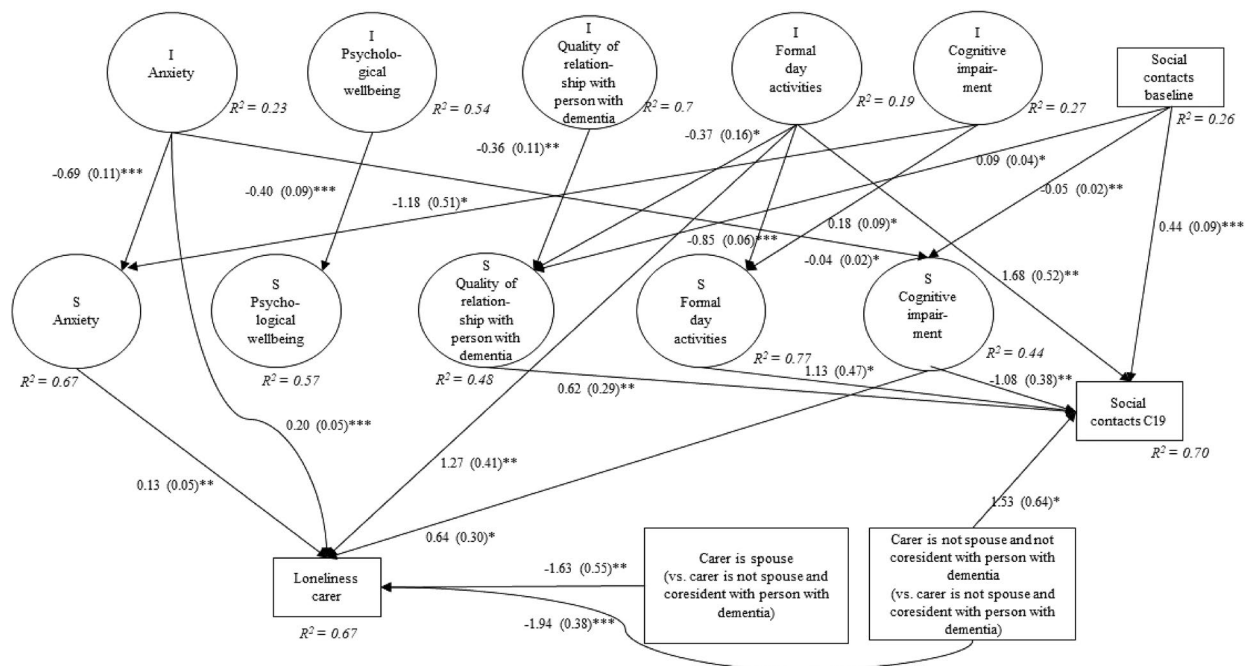 I
Anxiety
R² = 0.23
I
Psycholo-
gical
wellbeing
R² = 0.54
I
Quality of
relation-
ship with
person with
dementia
R² = 0.7
I
Formal
day
activities
R² = 0.19
I
Cognitive
impair-
ment
R² = 0.27
Social
contacts
baseline
R² = 0.26
-0.69 (0.11)***
-0.40 (0.09)***
-0.36 (0.11)**
-0.37 (0.16)*
-1.18 (0.51)*
0.09 (0.04)*
-0.05 (0.02)**
0.18 (0.09)*
-0.85 (0.06)***
-0.04 (0.02)*
0.44 (0.09)***
1.68 (0.52)**
S
Anxiety
R² = 0.67
S
Psycho-
logical
wellbeing
R² = 0.57
S
Quality of
relation-
ship with
person with
dementia
R² = 0.48
S
Formal
day
activities
R² = 0.77
S
Cognitive
impair-
ment
R² = 0.44
0.62 (0.29)**
1.13 (0.47)*
-1.08 (0.38)**
Social
contacts C19
R² = 0.70
0.20 (0.05)***
0.13 (0.05)**
1.27 (0.41)**
0.64 (0.30)*
1.53 (0.64)*
Loneliness
carer
R² = 0.67
-1.63 (0.55)**
-1.94 (0.38)***
Carer is spouse
(vs. carer is not spouse and
coresident with person with
dementia)
Carer is not spouse and not
coresident with person with
dementia
(vs. carer is not spouse and
coresident with person with
dementia)